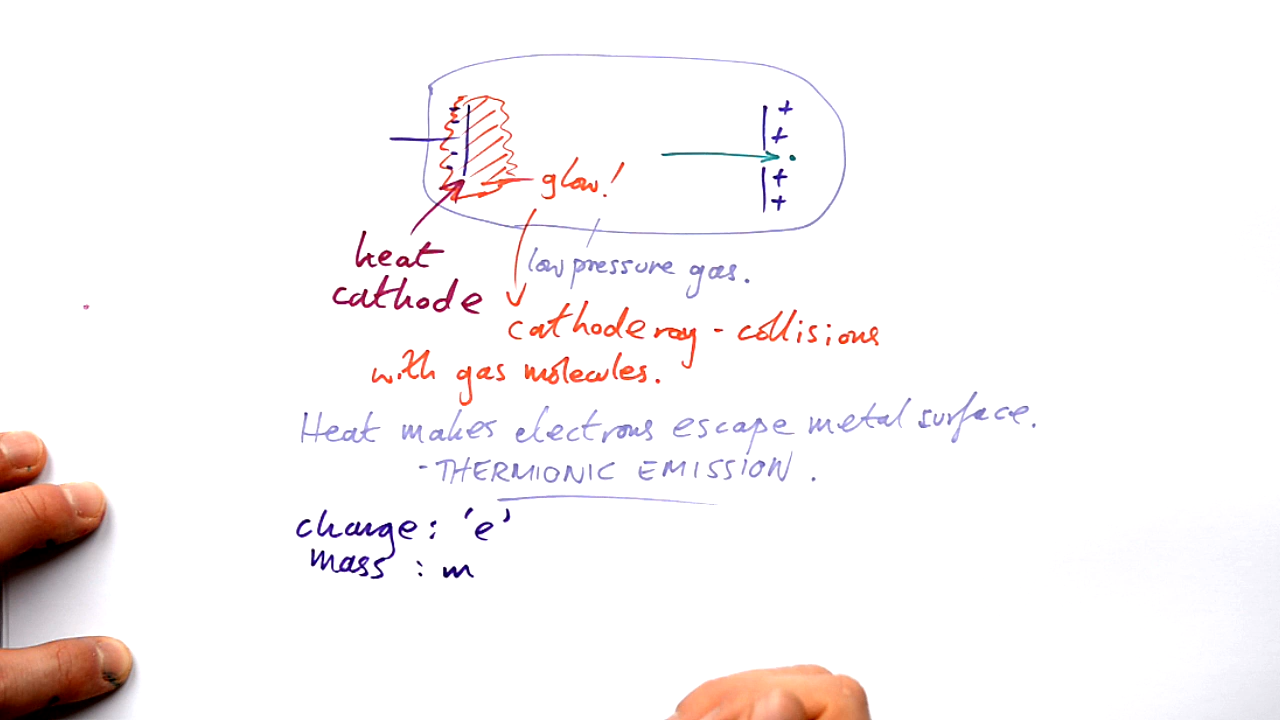 +
+
+
+
glow!
heat
cathode
low pressure gas.
cathode ray - collisions
with gas molecules.
Heat makes electrons escape metal surface.
- THERMIONIC EMISSION.
charge: 'e'
mass : m